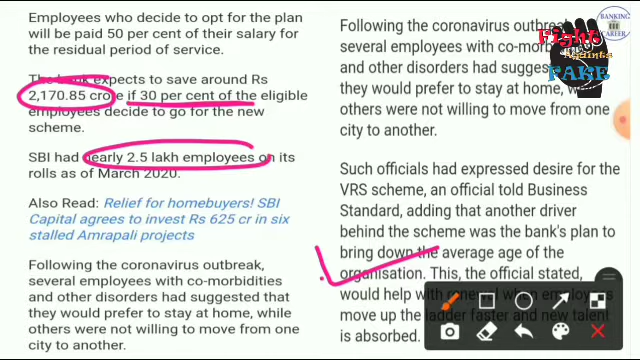 Employees who decide to opt for the plan
will be paid 50 per cent of their salary for
the residual period of service.
The bank expects to save around Rs
2,170.85 crore if 30 per cent of the eligible
employees decide to go for the new
scheme.
SBI had nearly 2.5 lakh employees on its
rolls as of March 2020.
Also Read: Relief for homebuyers! SBI
Capital agrees to invest Rs 625 cr in six
stalled Amrapali projects
Following the coronavirus outbreak,
several employees with co-morbidities
and other disorders had suggested that
they would prefer to stay at home, while
others were not willing to move from one
city to another.
Following the coronavirus outbreak
several employees with co-mo
and other disorders had sugges
they would prefer to stay at home, while
others were not willing to move from one
city to another.
Such officials had expressed desire for the
VRS scheme, an official told Business
Standard, adding that another driver
behind the scheme was the bank's plan to
bring down the average age of the
organisation. This, the official stated,
would help with renewal when employees
move up the ladder faster and new talent
is absorbed.
Fight
Againts
FAKE
BANKING
CAREER